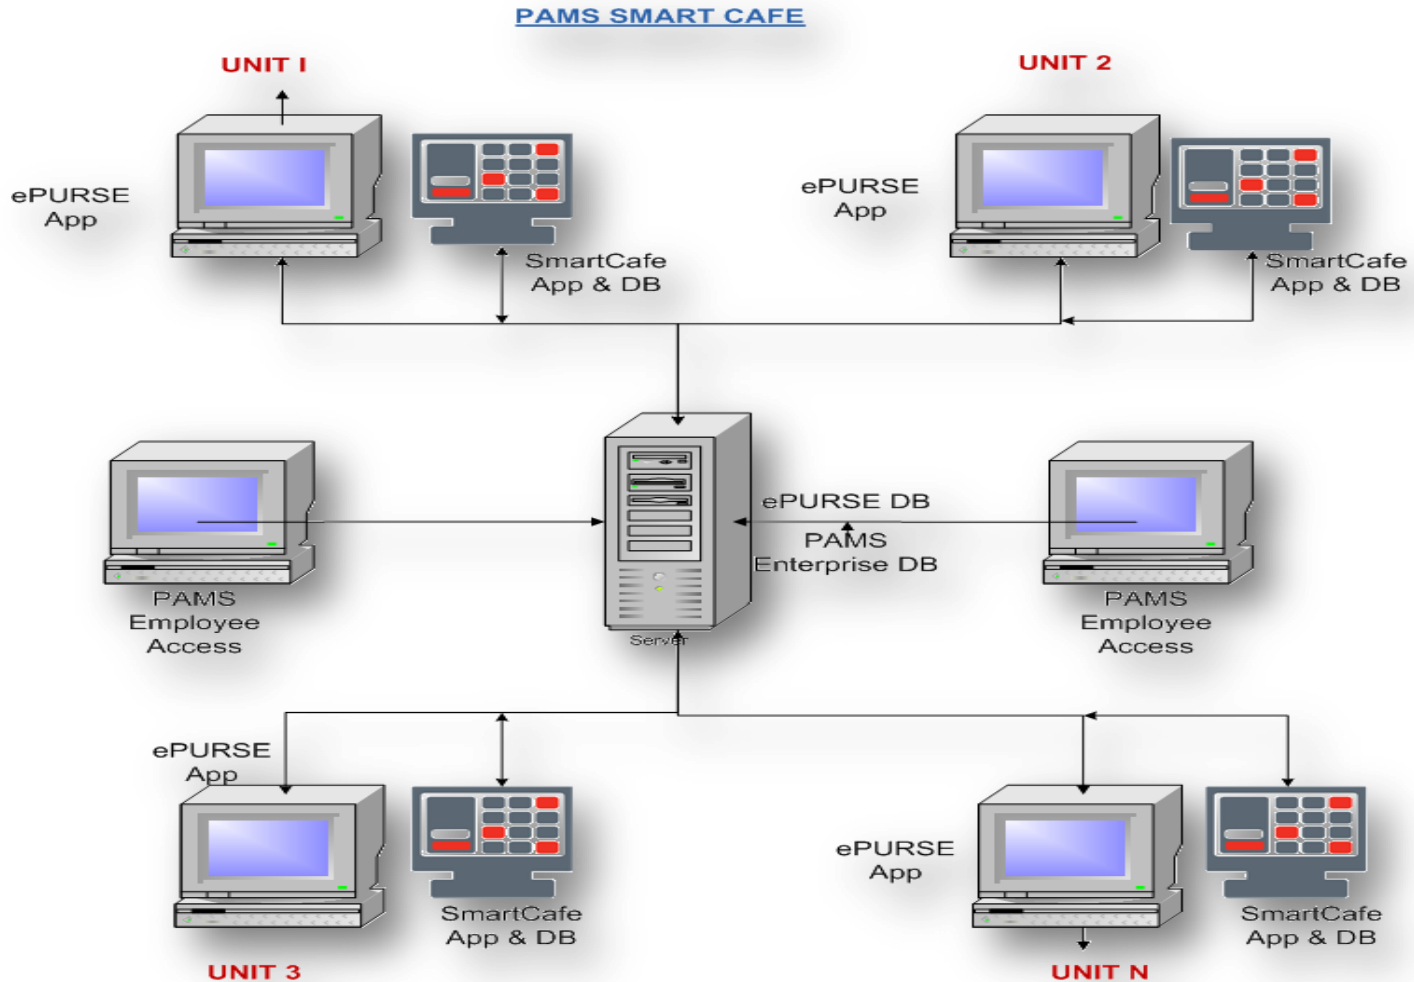 PAMS SMART CAFE
UNIT I
UNIT 2
ePURSE
App
SmartCafe
App & DB
ePURSE
App
SmartCafe
App & DB
ePURSE DB
PAMS
Enterprise DB
PAMS
Employee
Access
Server
PAMS
Employee
Access
ePURSE
App
SmartCafe
App & DB
ePURSE
App
SmartCafe
App & DB
UNIT 3
UNIT N